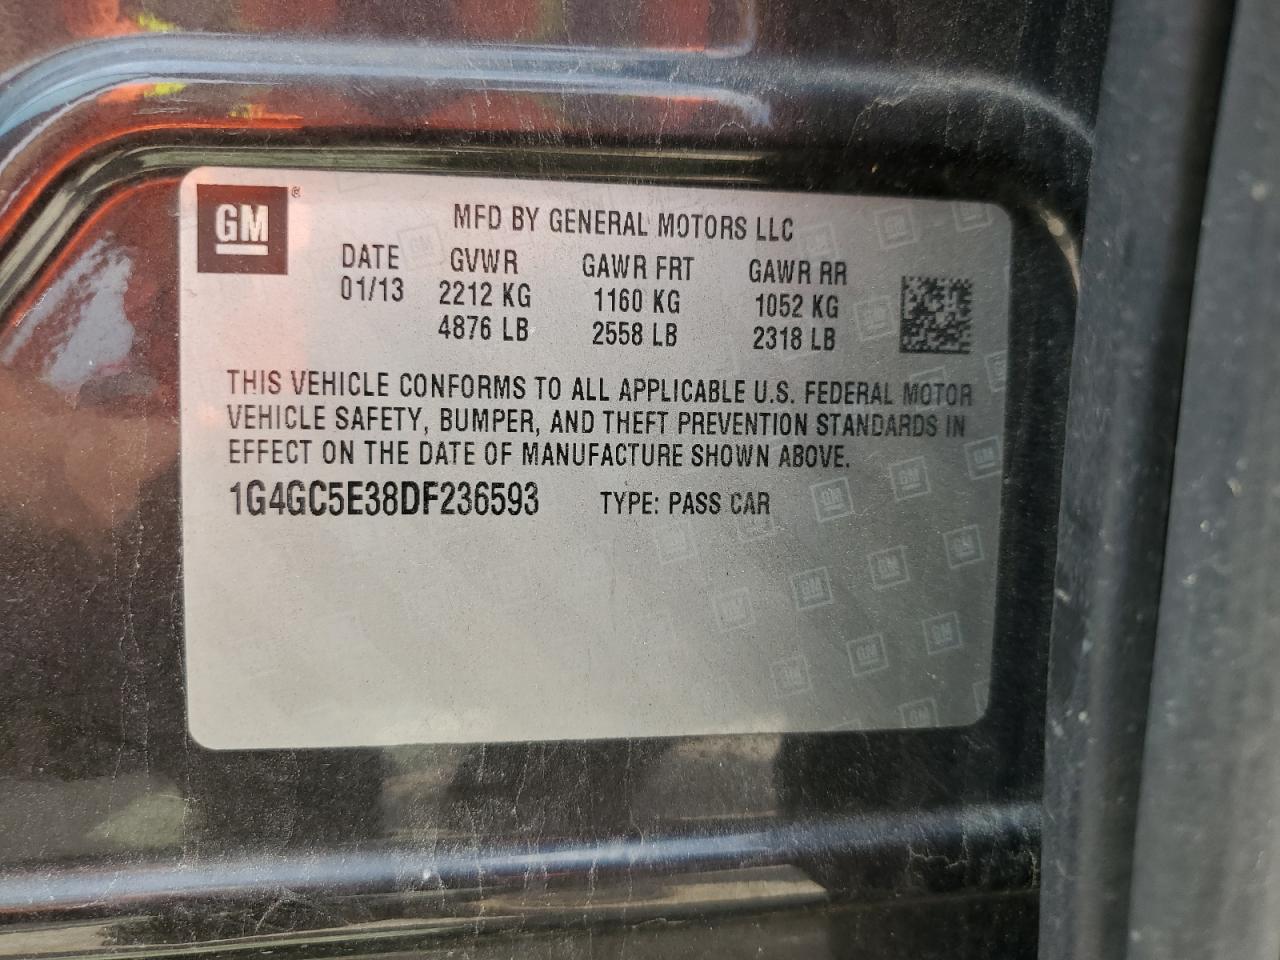 GM ®
MFD BY GENERAL MOTORS LLC
DATE GVWR GAWR FRT GAWR RR
01/13 2212 KG 1160 KG 1052 KG
4876 LB 2558 LB 2318 LB
THIS VEHICLE CONFORMS TO ALL APPLICABLE U.S. FEDERAL MOTOR
VEHICLE SAFETY, BUMPER, AND THEFT PREVENTION STANDARDS IN
EFFECT ON THE DATE OF MANUFACTURE SHOWN ABOVE.
1G4GC5E38DF236593 TYPE: PASS CAR